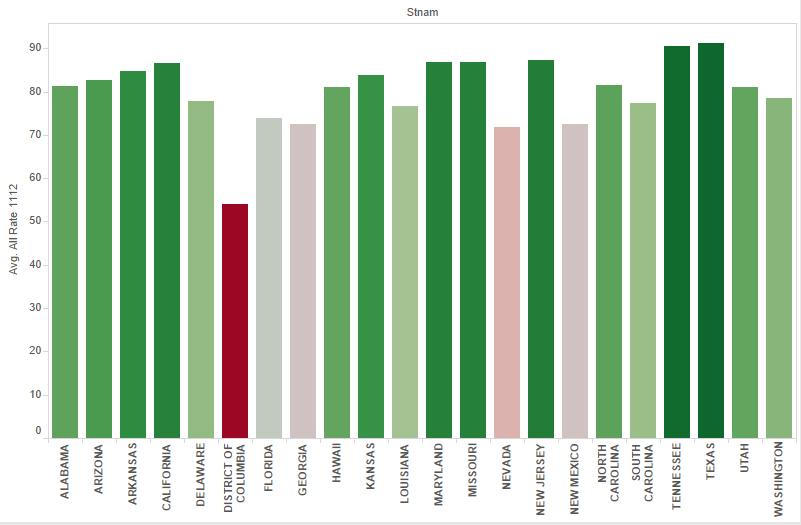 Stnam
Avg. All Rate 1112
90
80
70
60
50
40
30
20
10
0
ALABAMA
ARIZONA
ARKANSAS
CALIFORNIA
DELAWARE
DISTRICT OF
COLUMBIA
FLORIDA
GEORGIA
HAWAII
KANSAS
LOUISIANA
MARYLAND
MISSOURI
NEVADA
NEW JERSEY
NEW MEXICO
NORTH
CAROLINA
SOUTH
CAROLINA
TENNESSEE
TEXAS
UTAH
WASHINGTON